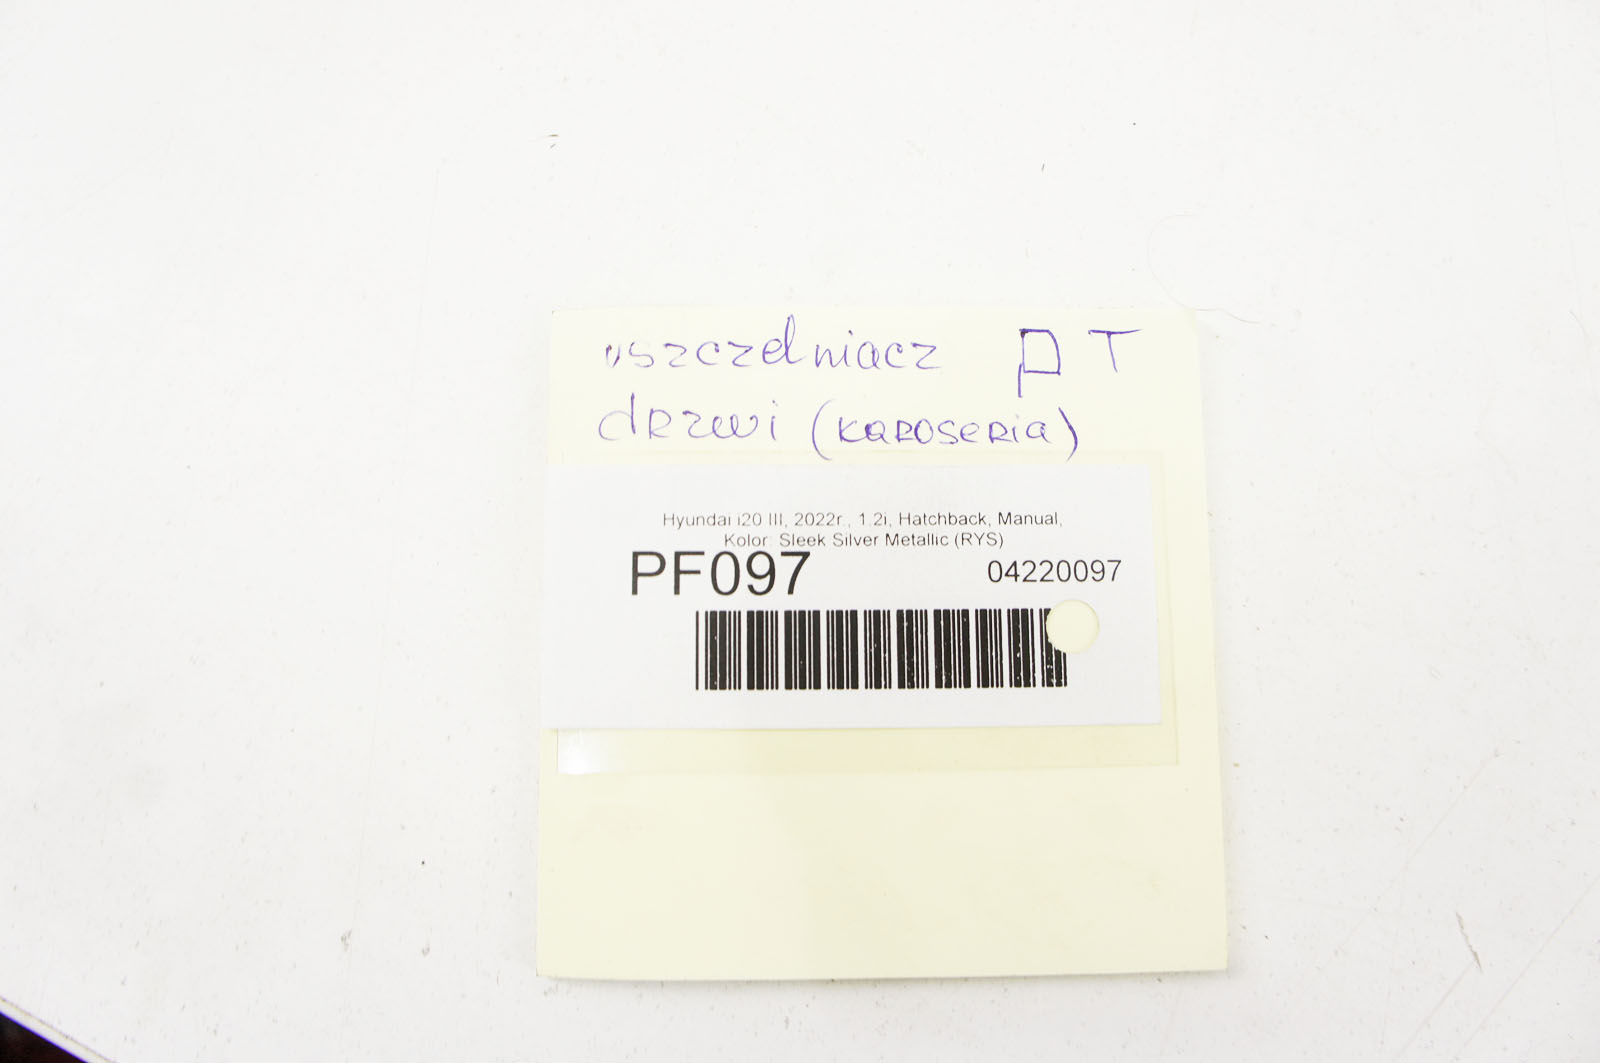 uszczelniacz PT
drzwi (karoseria)
Hyundai i20 III, 2022r., 1.2i, Hatchback, Manual,
Kolor: Sleek Silver Metallic (RYS)
PF097
04220097